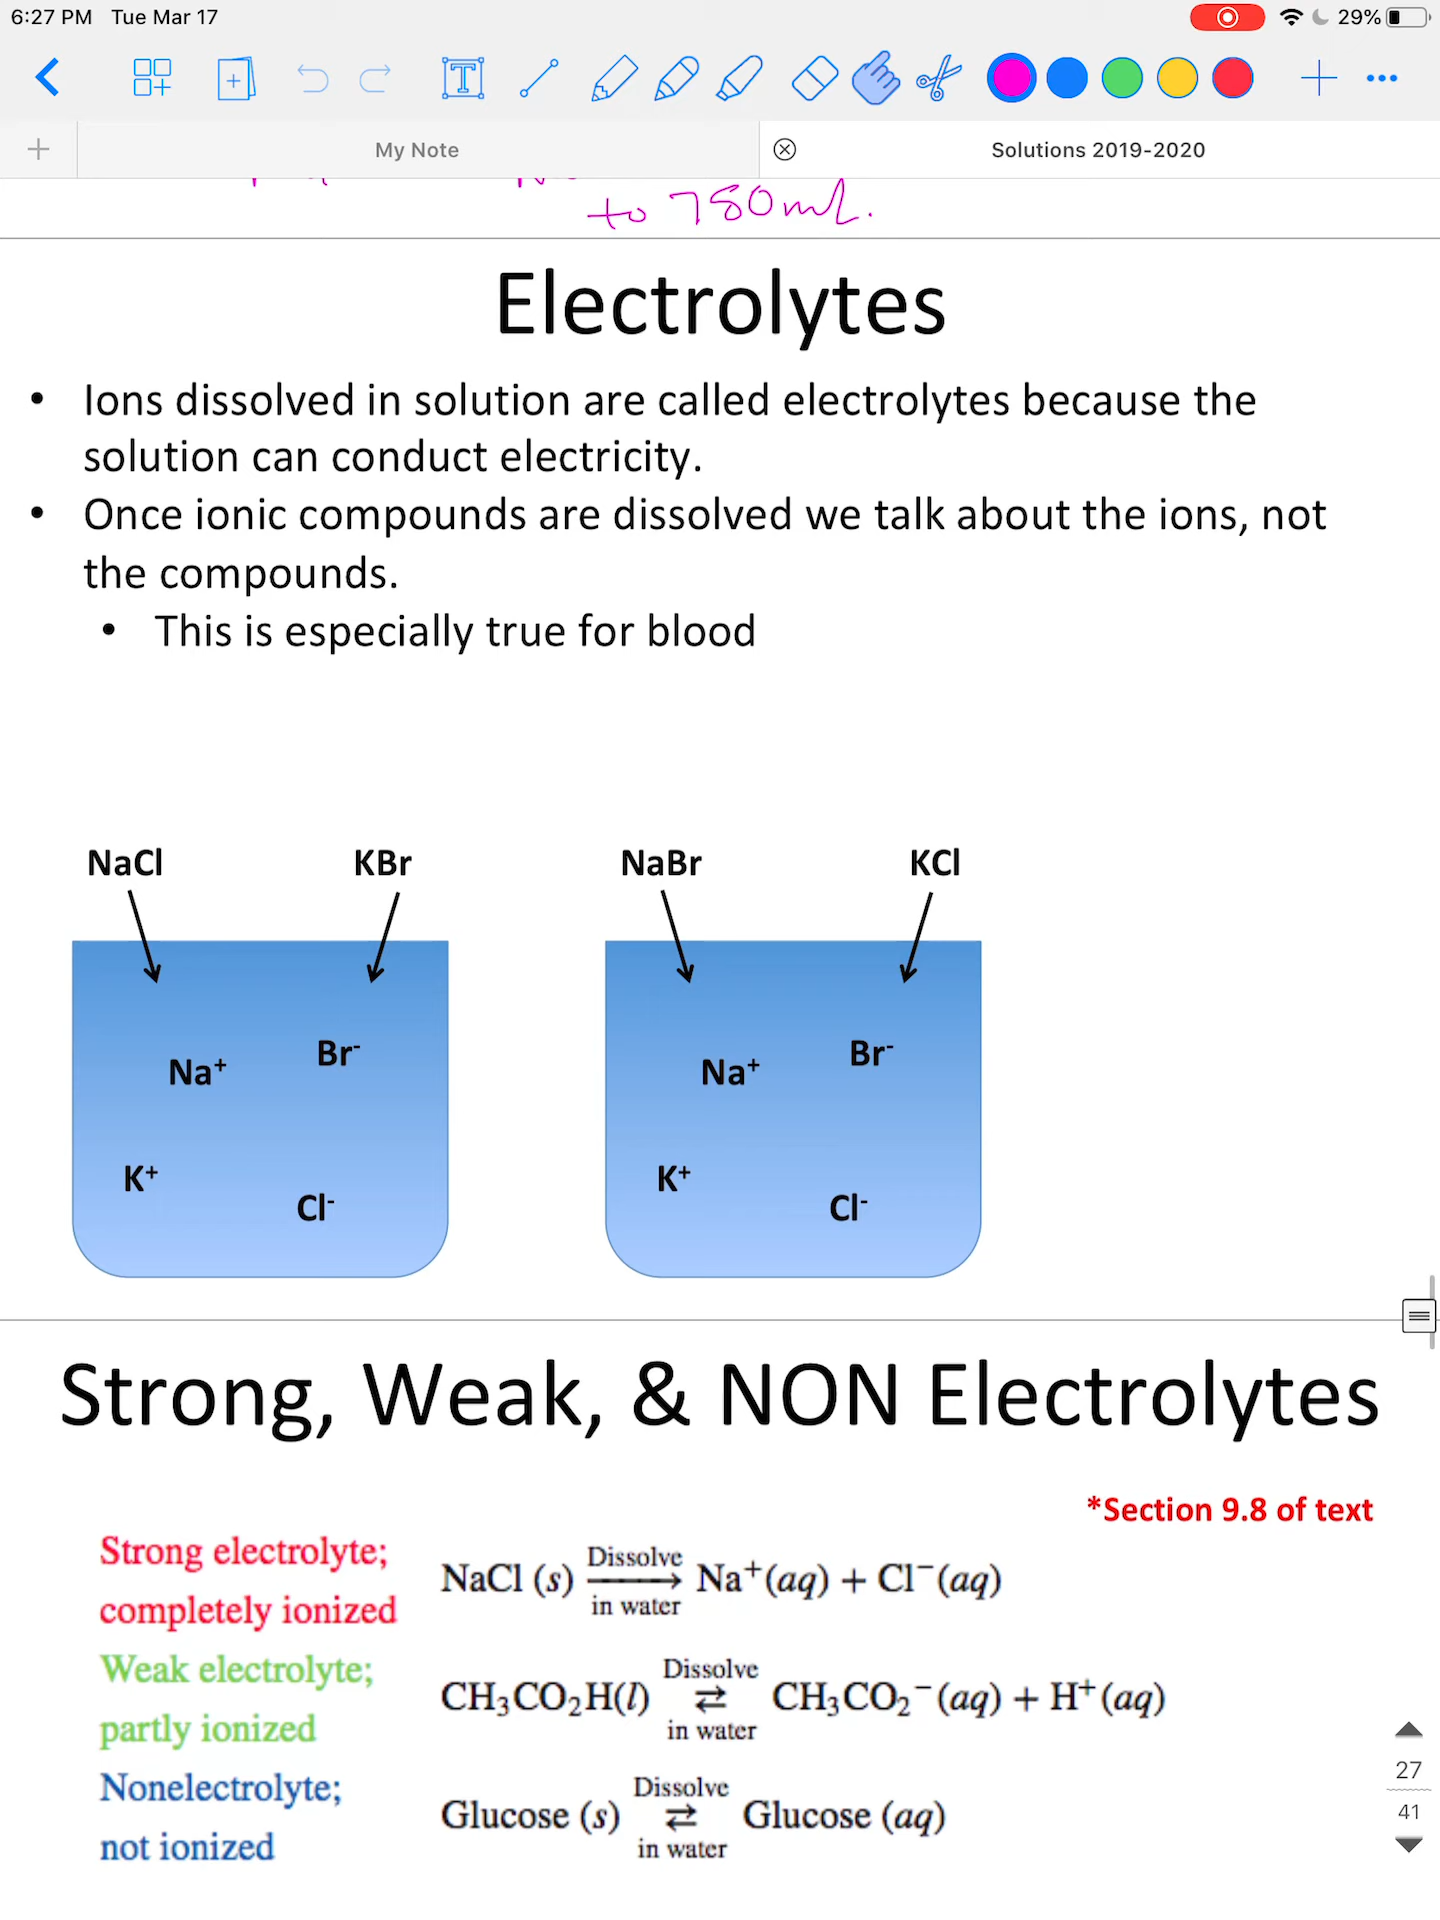 6:27 PM Tue Mar 17
29%
T
My Note
Solutions 2019-2020
to 780mL.
Electrolytes
• Ions dissolved in solution are called electrolytes because the
solution can conduct electricity.
• Once ionic compounds are dissolved we talk about the ions, not
the compounds.
• This is especially true for blood
NaCl KBr NaBr KCl
Na⁺ Br⁻ Na⁺ Br⁻
K⁺ Cl⁻ K⁺ Cl⁻
Strong, Weak, & NON Electrolytes
*Section 9.8 of text
Strong electrolyte;
completely ionized
NaCl (s) Dissolve in water → Na⁺(aq) + Cl⁻(aq)
Weak electrolyte;
partly ionized
CH₃CO₂H(l) Dissolve in water ⇄ CH₃CO₂⁻(aq) + H⁺(aq)
Nonelectrolyte;
not ionized
Glucose (s) Dissolve in water ⇄ Glucose (aq)
27
41